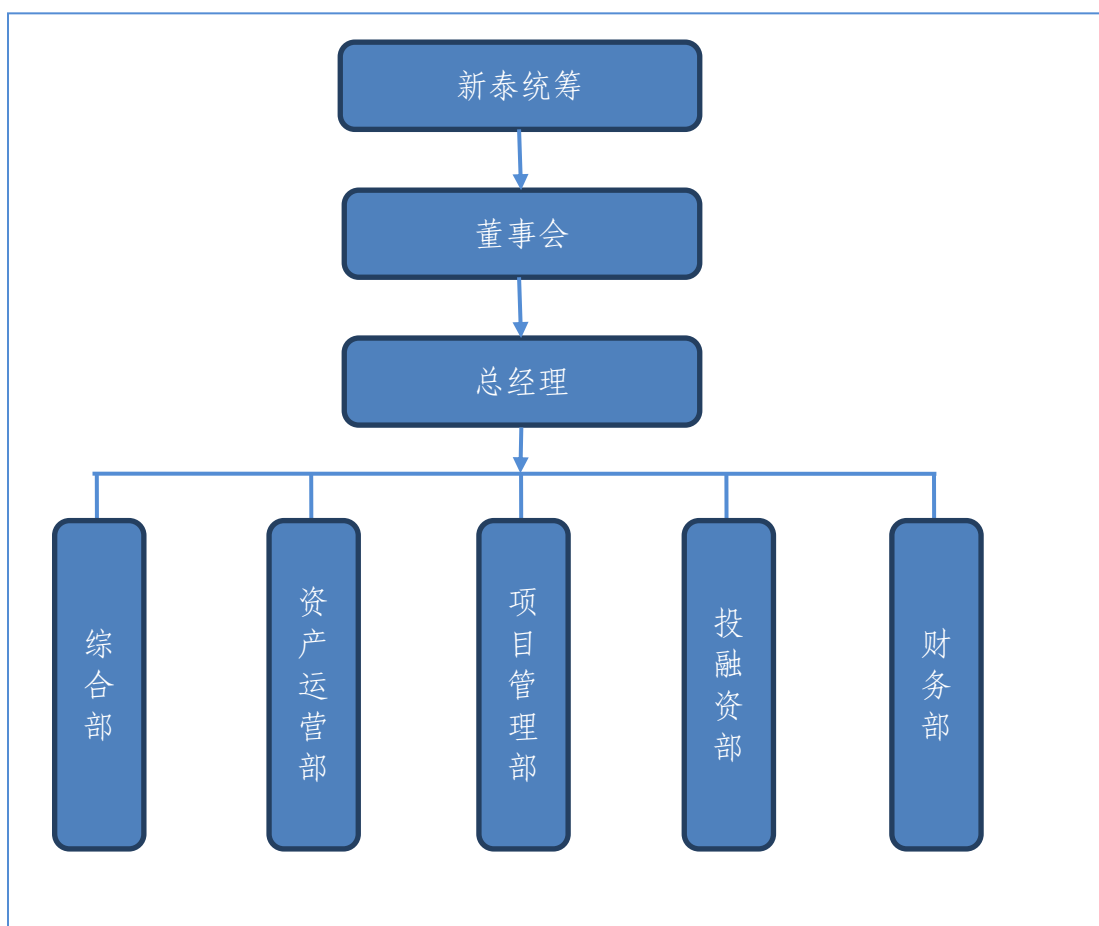 新泰统筹
董事会
总经理
综合部
资产运营部
项目管理部
投融资部
财务部